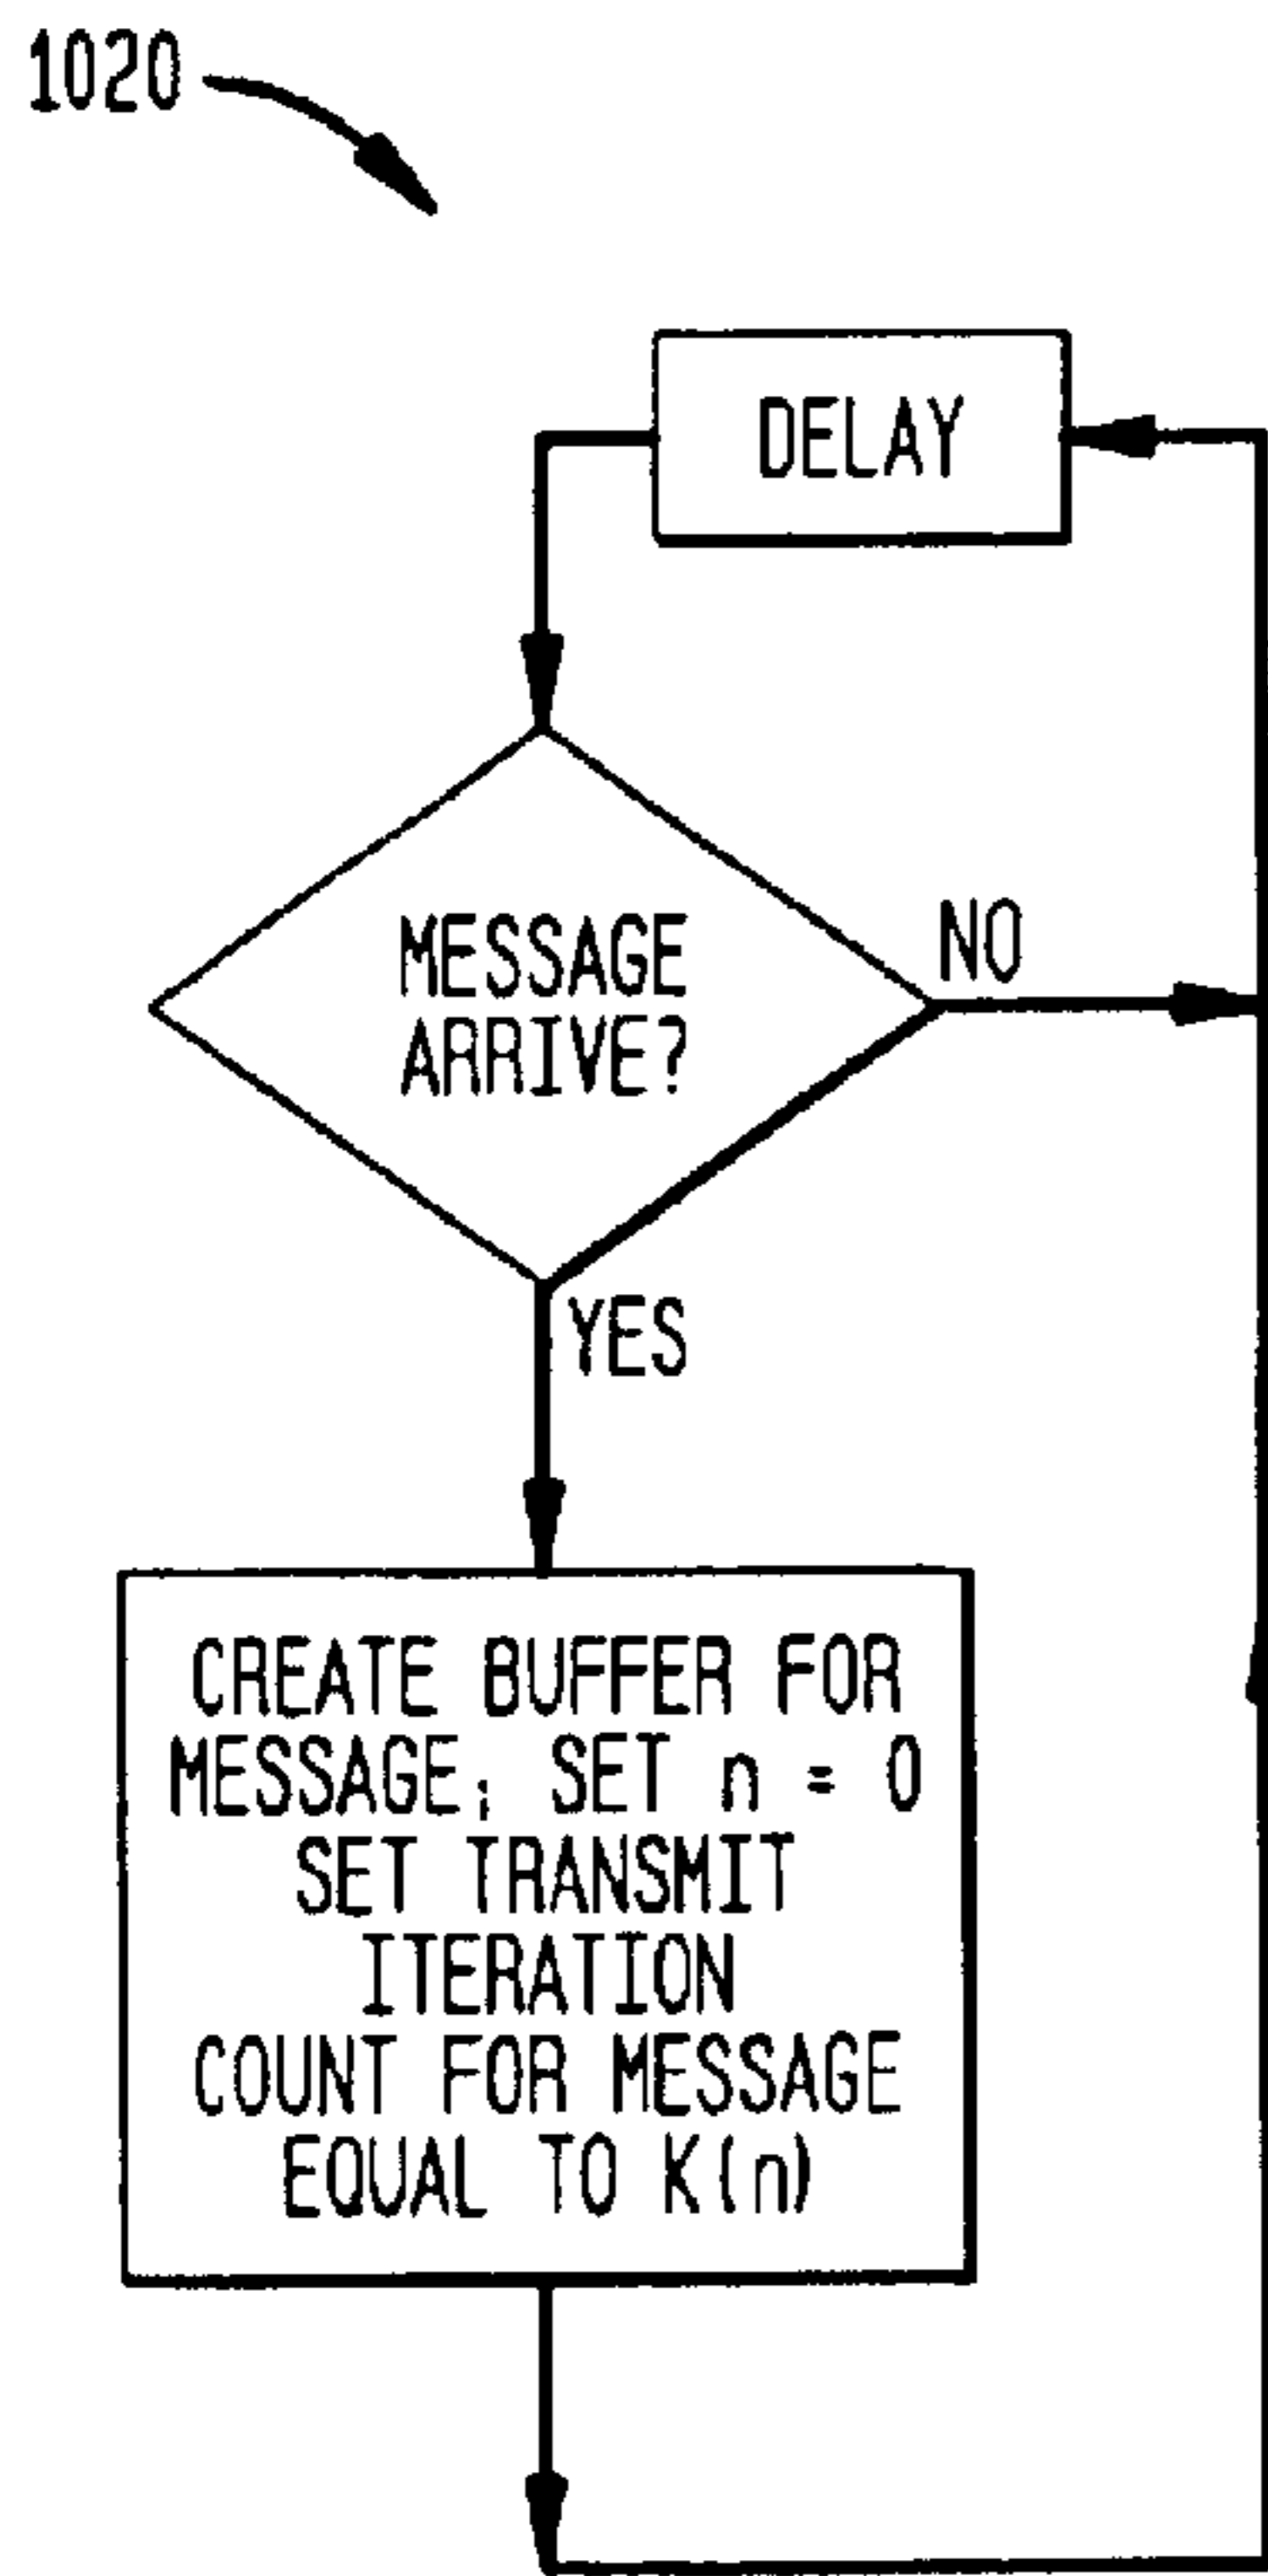 1020
DELAY
MESSAGE
ARRIVE?
NO
YES
CREATE BUFFER FOR
MESSAGE; SET n = 0
SET TRANSMIT
ITERATION
COUNT FOR MESSAGE
EQUAL TO K(n)